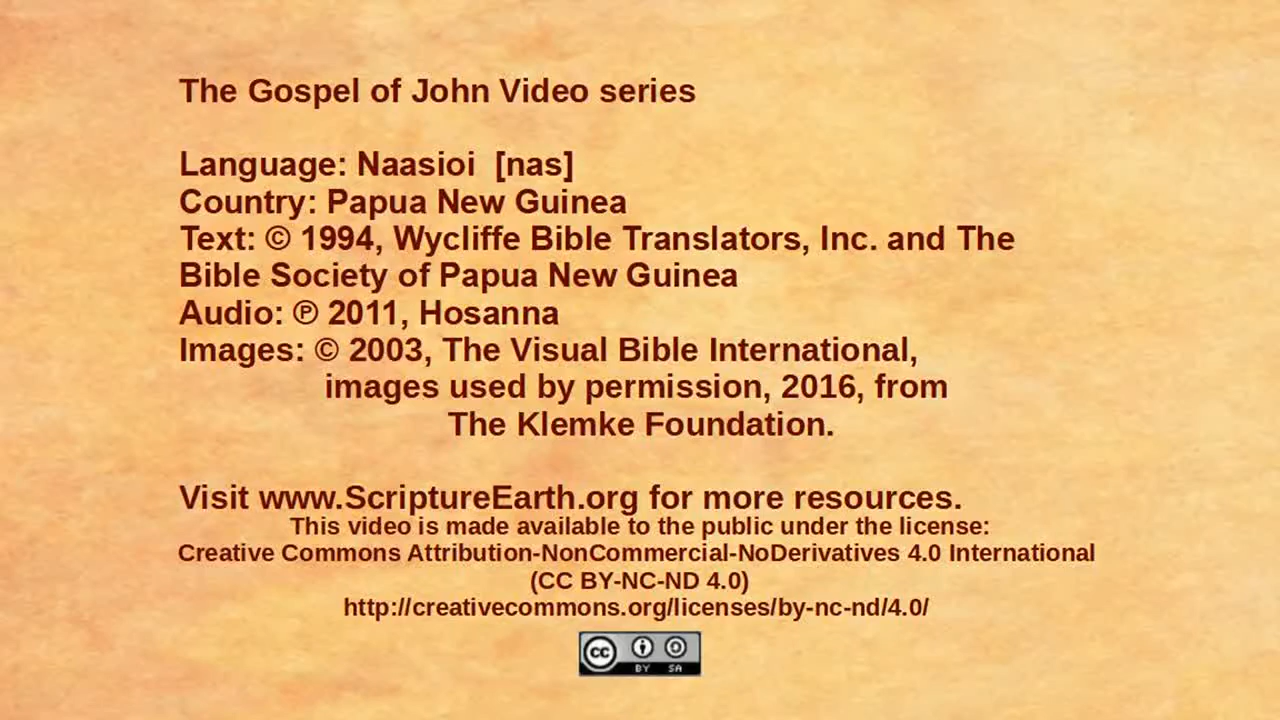 The Gospel of John Video series
Language: Naasioi [nas]
Country: Papua New Guinea
Text: © 1994, Wycliffe Bible Translators, Inc. and The
Bible Society of Papua New Guinea
Audio: ℗ 2011, Hosanna
Images: © 2003, The Visual Bible International,
images used by permission, 2016, from
The Klemke Foundation.
Visit www.ScriptureEarth.org for more resources.
This video is made available to the public under the license:
Creative Commons Attribution-NonCommercial-NoDerivatives 4.0 International
(CC BY-NC-ND 4.0)
http://creativecommons.org/licenses/by-nc-nd/4.0/
cc BY SA